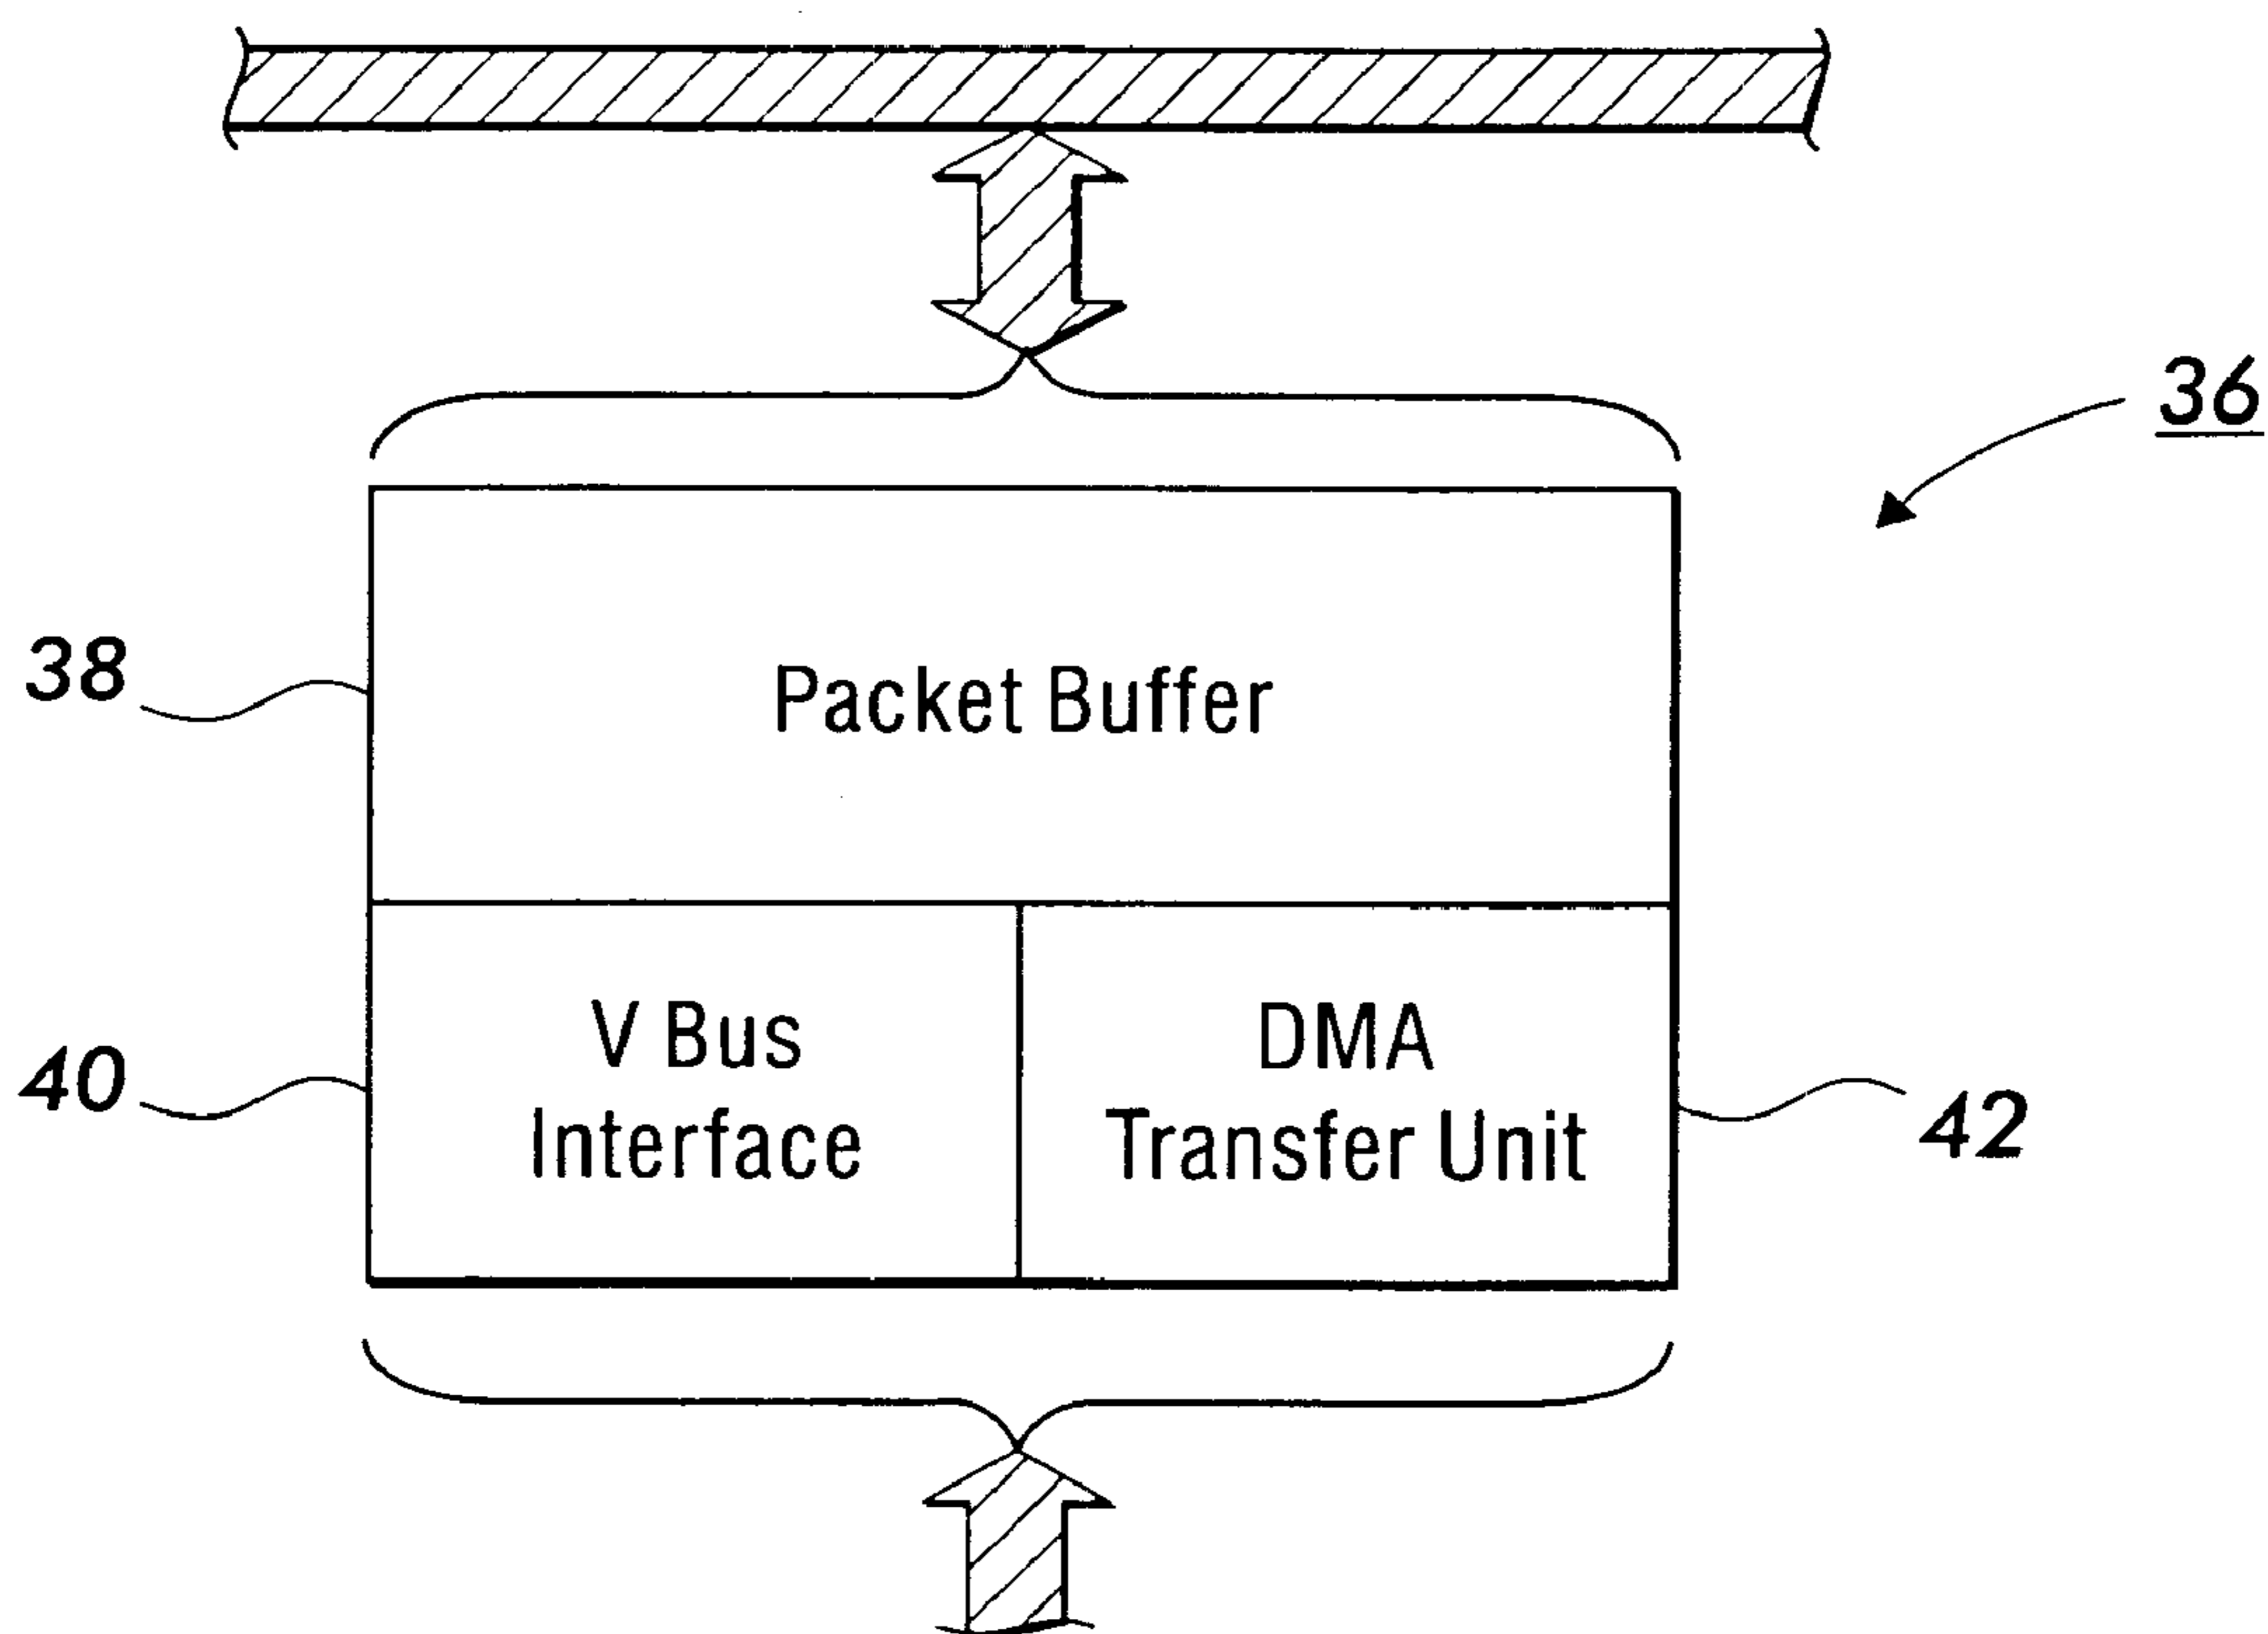 36
38
Packet Buffer
40
V Bus
Interface
DMA
Transfer Unit
42